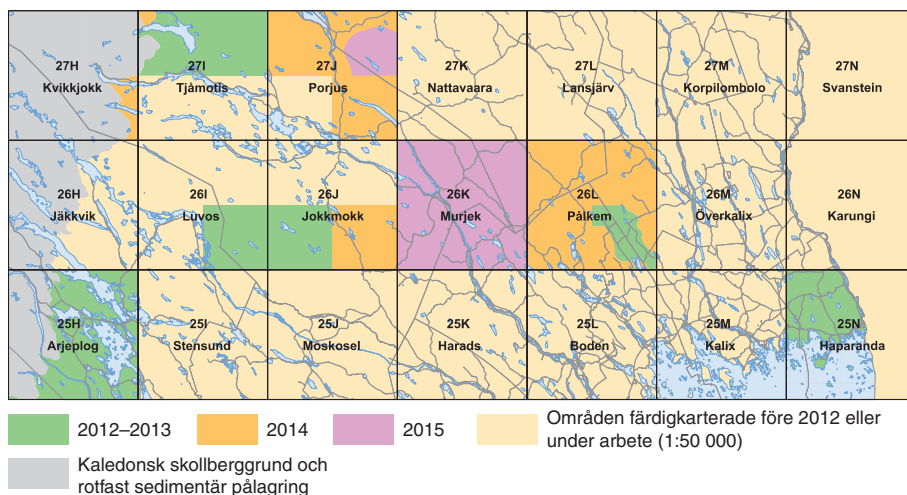 27H
Kvikkjokk
27I
Tjåmotis
27J
Porjus
27K
Nattavaara
27L
Lansjärv
27M
Korpilombolo
27N
Svanstein
26H
Jäkkvik
26I
Luvos
26J
Jokkmokk
26K
Murjek
26L
Pålkem
26M
Överkalix
26N
Karungi
25H
Arjeplog
25I
Stensund
25J
Moskosel
25K
Harads
25L
Boden
25M
Kalix
25N
Haparanda
2012–2013
2014
2015
Områden färdigkarterade före 2012 eller
under arbete (1:50 000)
Kaledonsk skollberggrund och
rotfast sedimentär pålagring